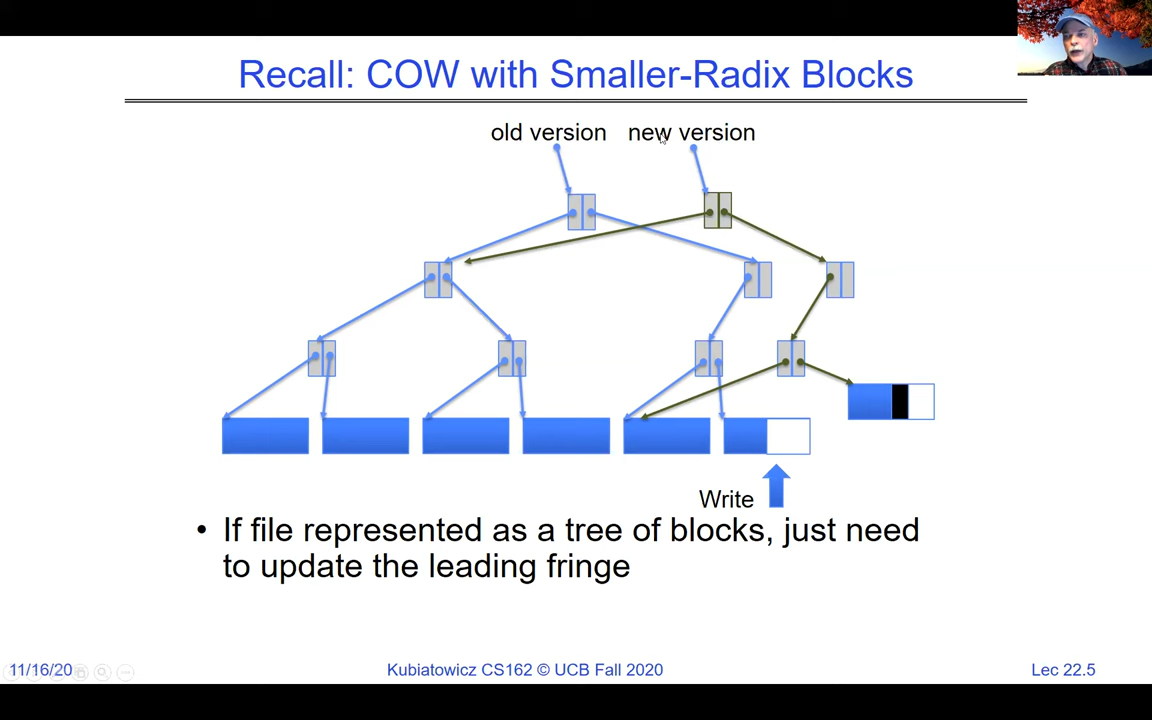 Recall: COW with Smaller-Radix Blocks
old version new version
Write
• If file represented as a tree of blocks, just need
to update the leading fringe
11/16/20 Kubiatowicz CS162 © UCB Fall 2020 Lec 22.5